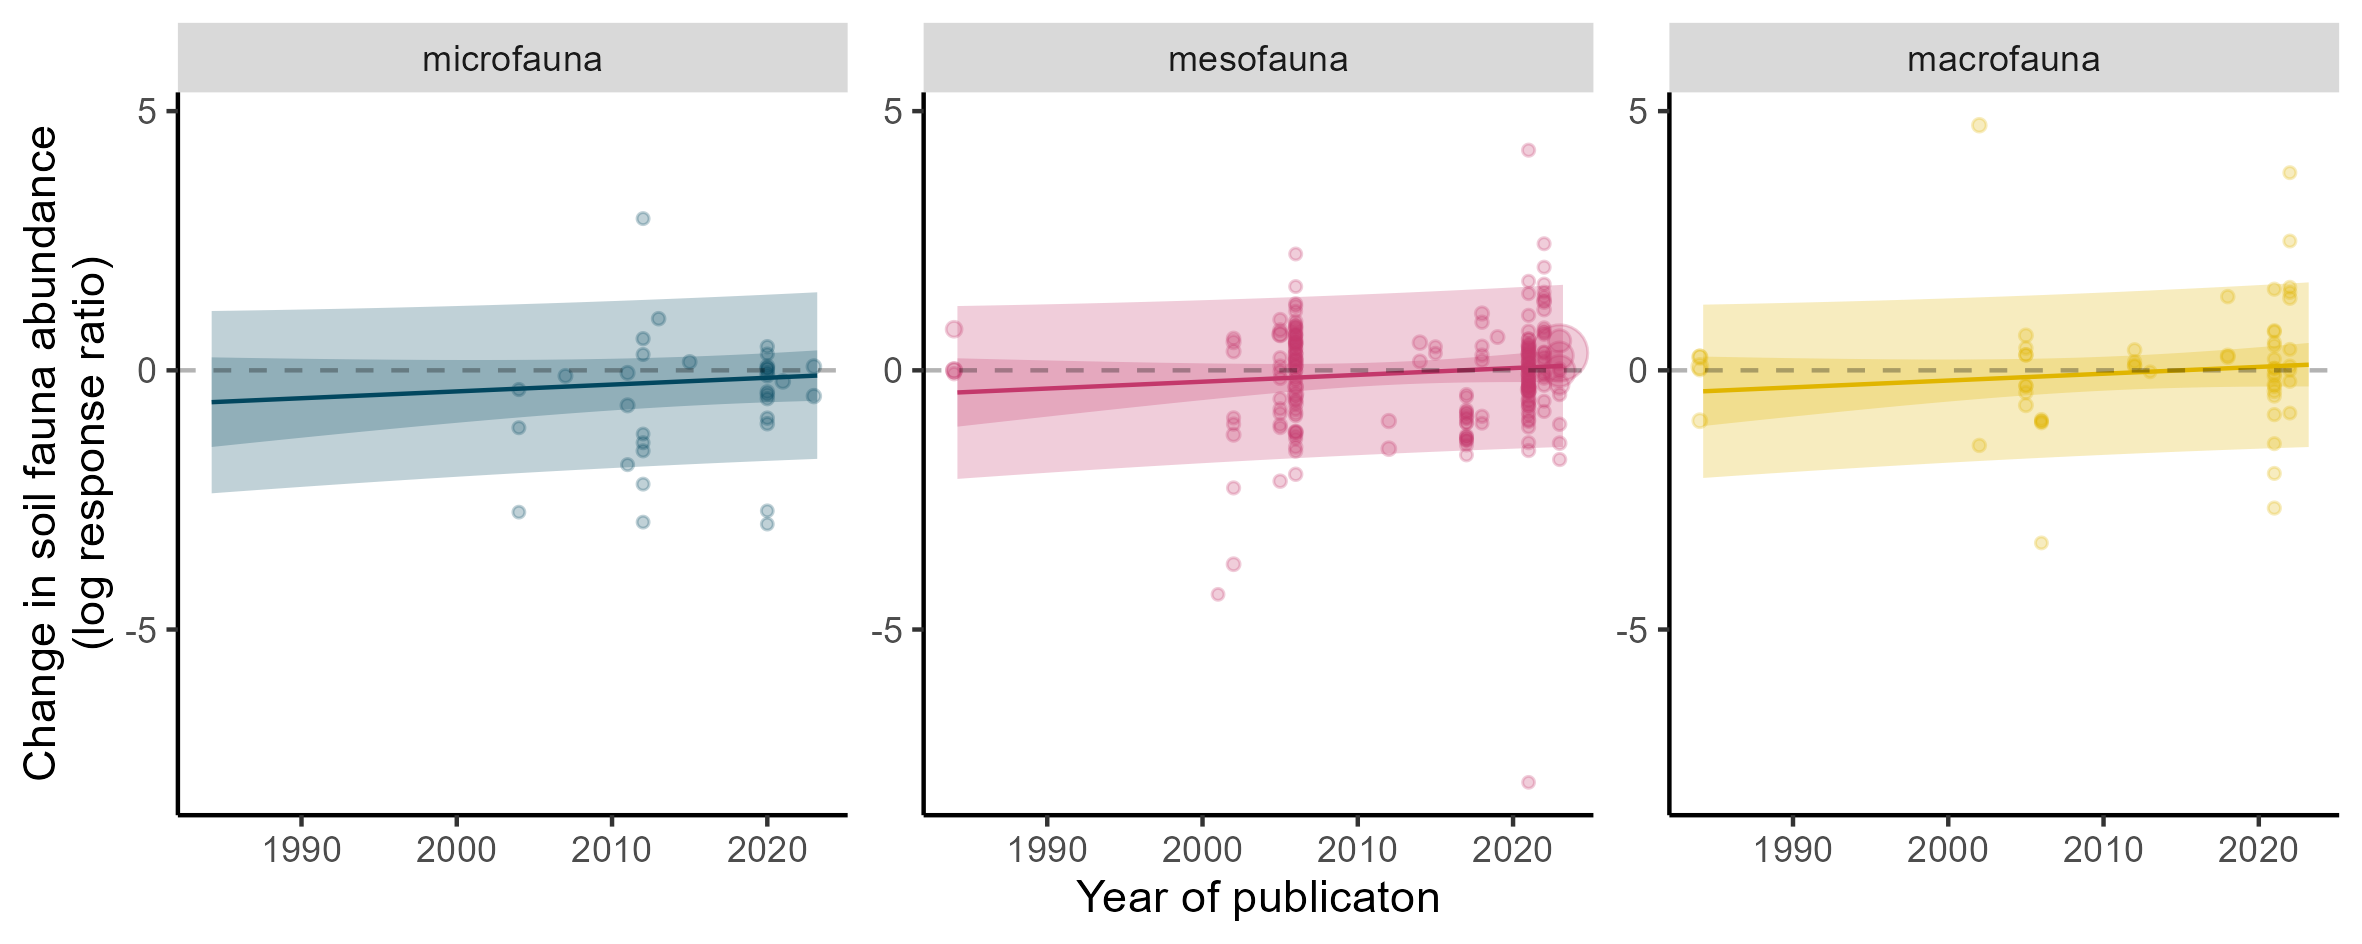 microfauna
mesofauna
macrofauna
Change in soil fauna abundance
(log response ratio)
5
0
-5
5
0
-5
5
0
-5
1990 2000 2010 2020
1990 2000 2010 2020
1990 2000 2010 2020
Year of publicaton